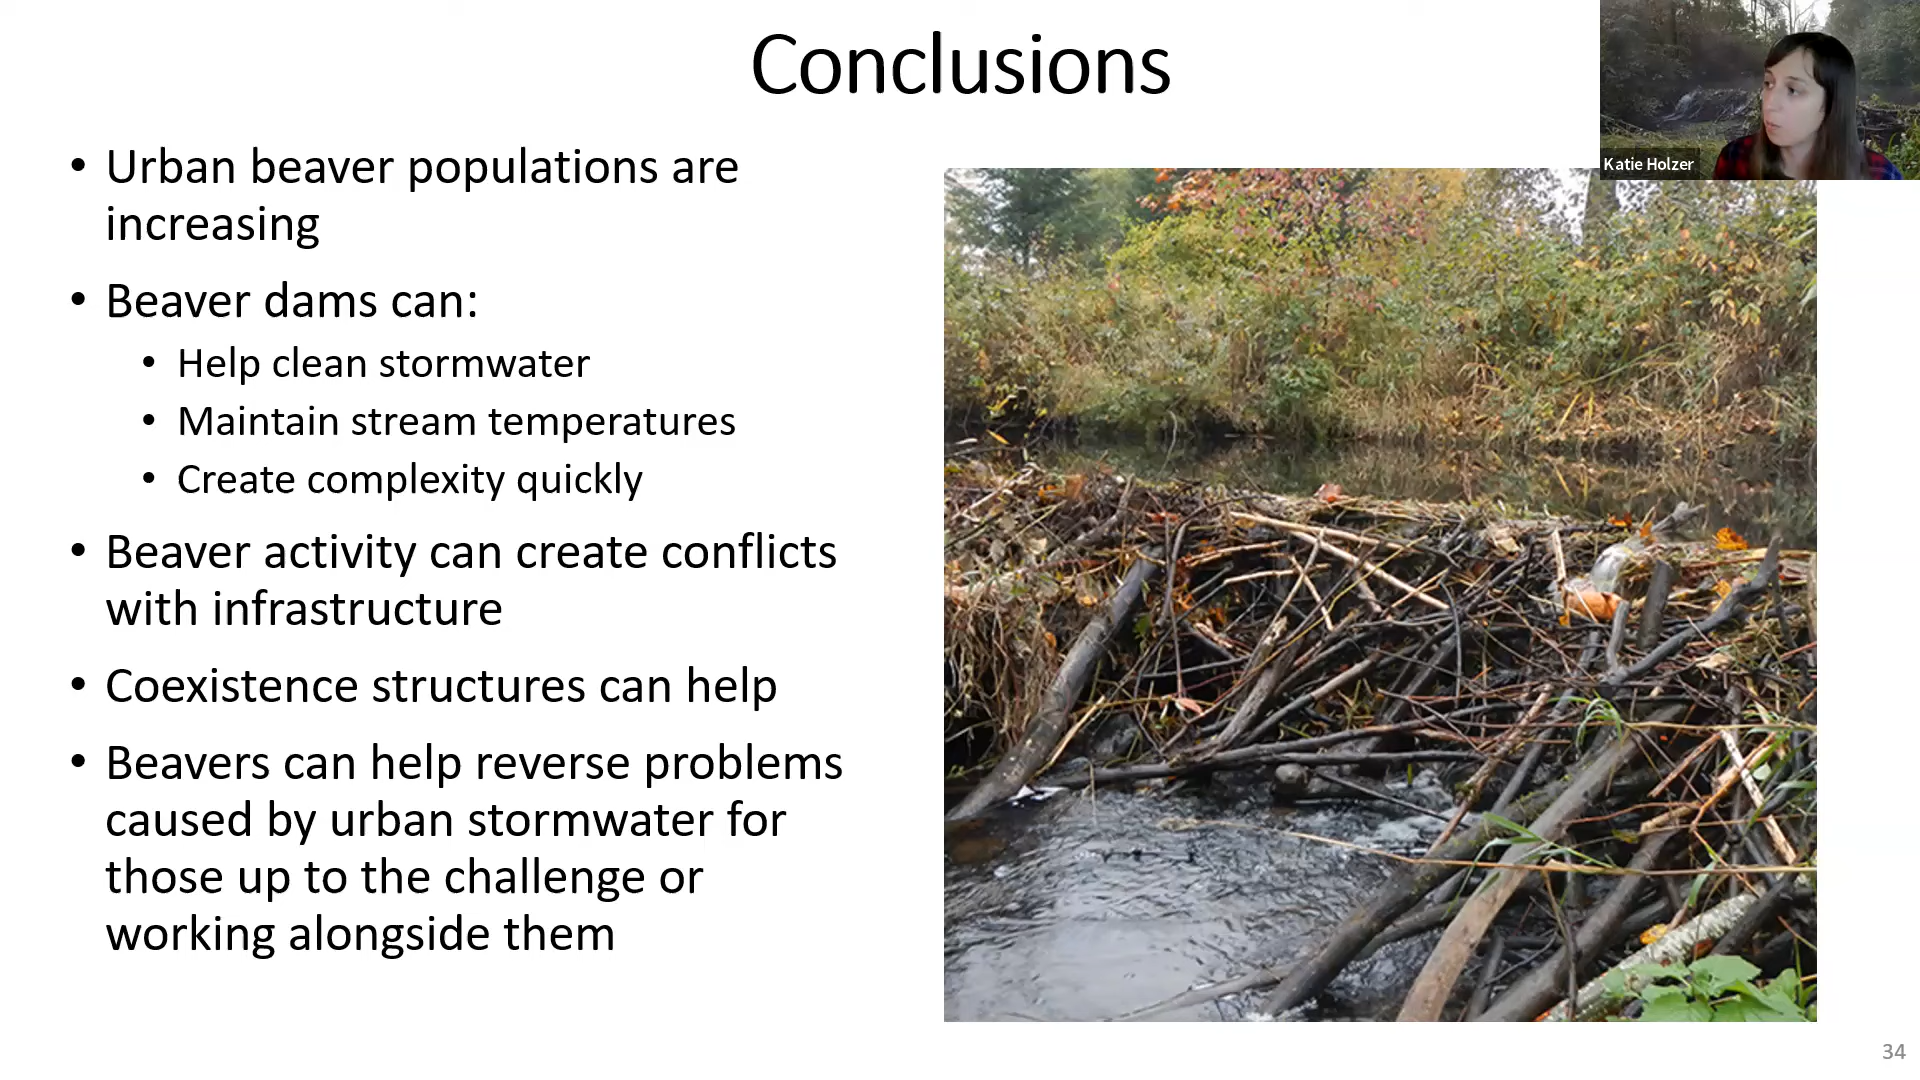 Conclusions
Katie Holzer
• Urban beaver populations are
increasing
• Beaver dams can:
• Help clean stormwater
• Maintain stream temperatures
• Create complexity quickly
• Beaver activity can create conflicts
with infrastructure
• Coexistence structures can help
• Beavers can help reverse problems
caused by urban stormwater for
those up to the challenge or
working alongside them
34